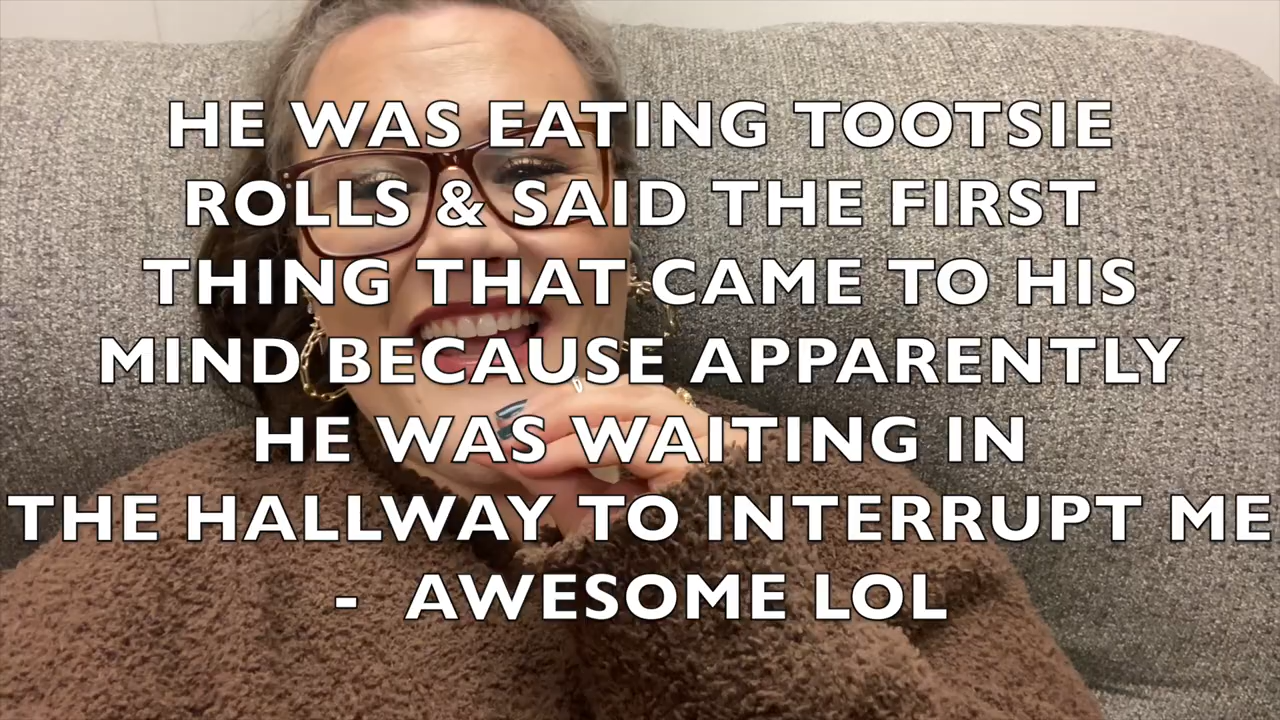 HE WAS EATING TOOTSIE
ROLLS & SAID THE FIRST
THING THAT CAME TO HIS
MIND BECAUSE APPARENTLY
HE WAS WAITING IN
THE HALLWAY TO INTERRUPT ME
- AWESOME LOL